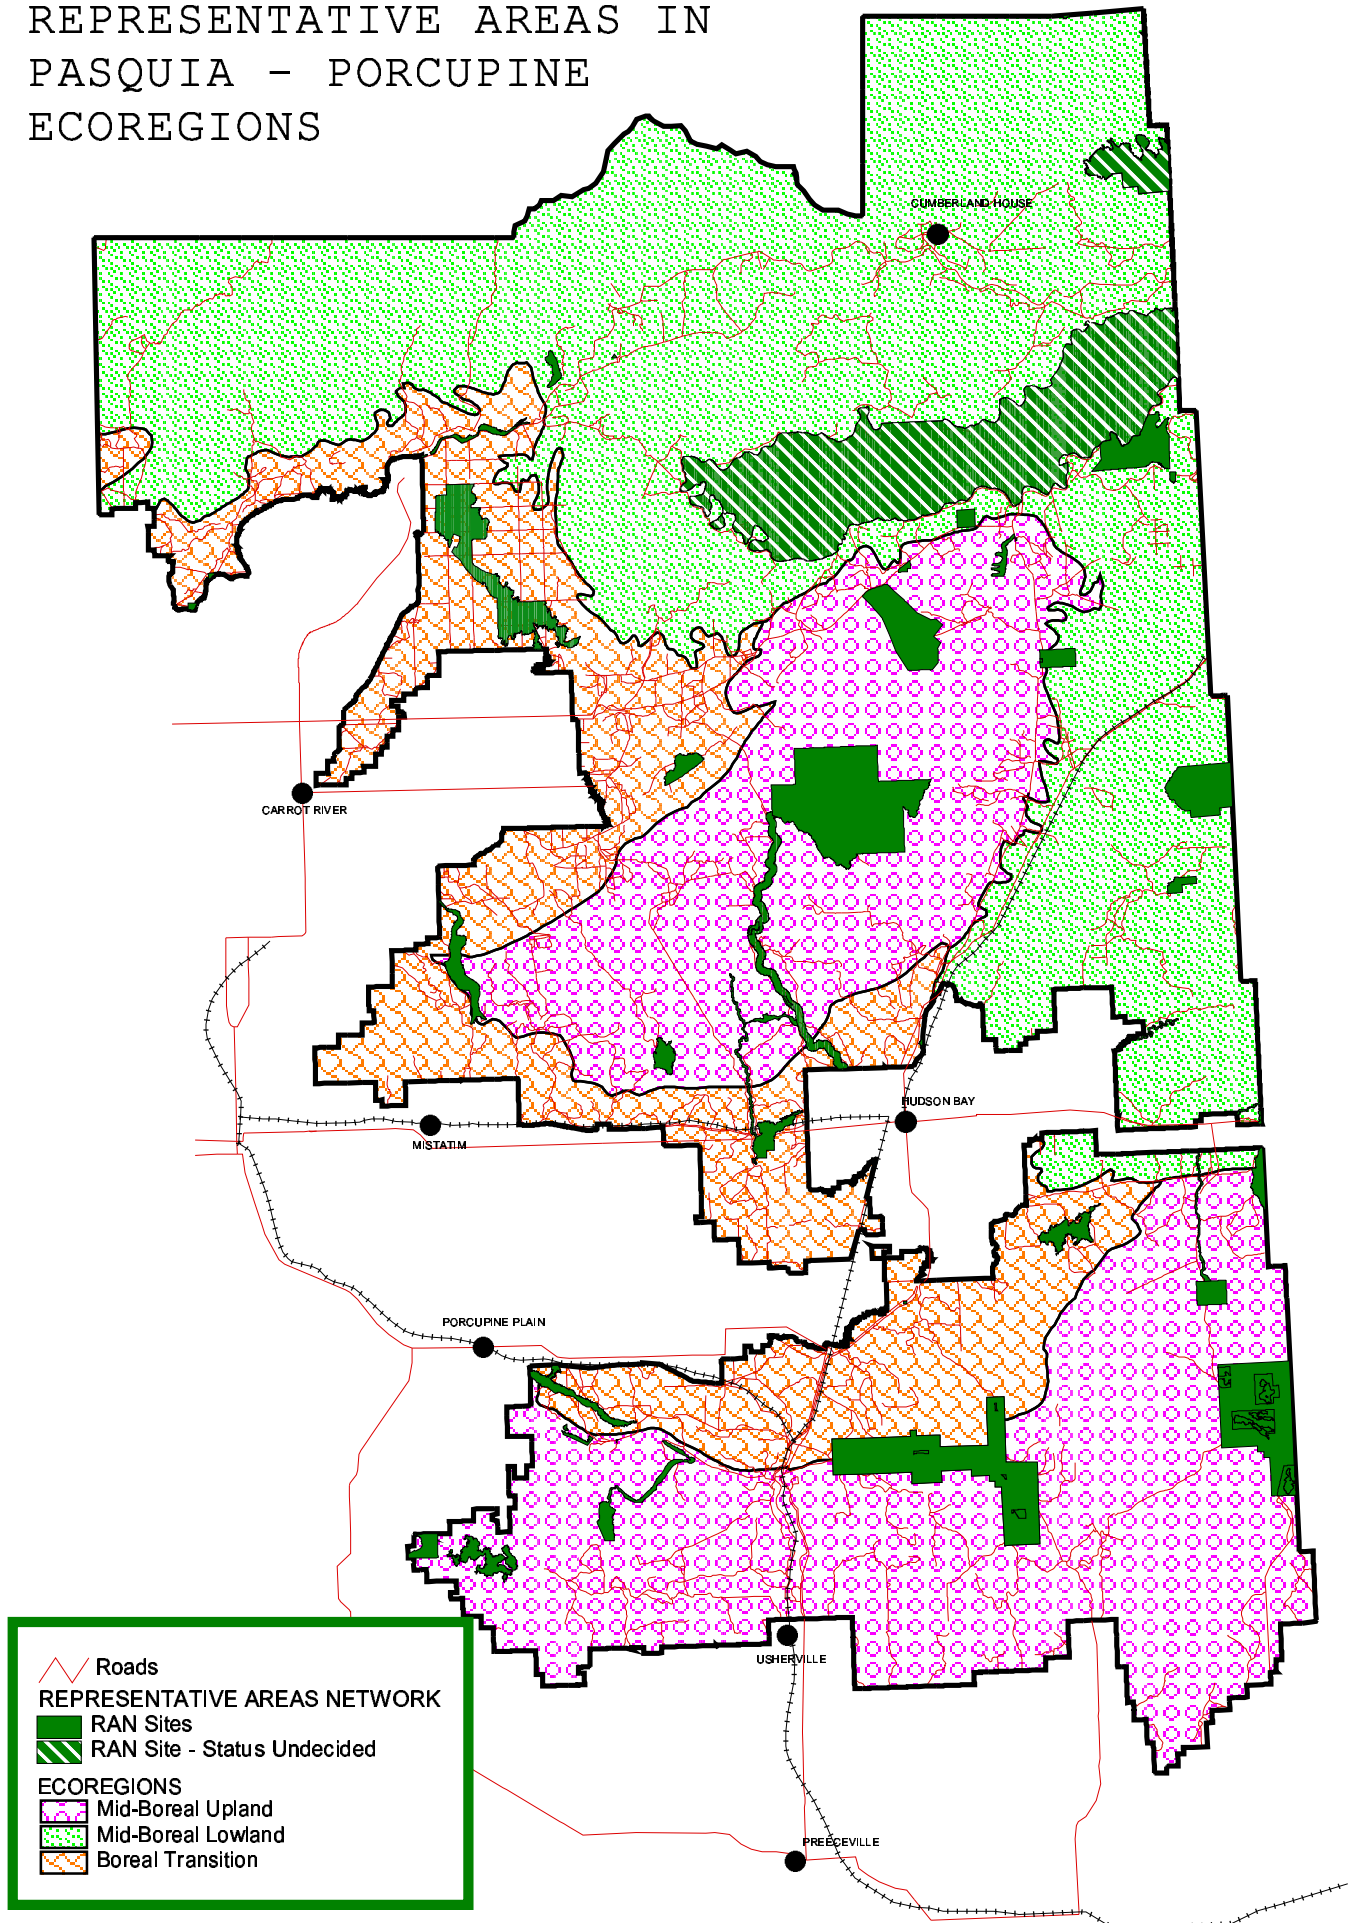 REPRESENTATIVE AREAS IN
PASQUIA - PORCUPINE
ECOREGIONS
CUMBERLAND HOUSE
CARROT RIVER
HUDSON BAY
MISTATIM
PORCUPINE PLAIN
USHERVILLE
PREECEVILLE
Roads
REPRESENTATIVE AREAS NETWORK
RAN Sites
RAN Site - Status Undecided
ECOREGIONS
Mid-Boreal Upland
Mid-Boreal Lowland
Boreal Transition